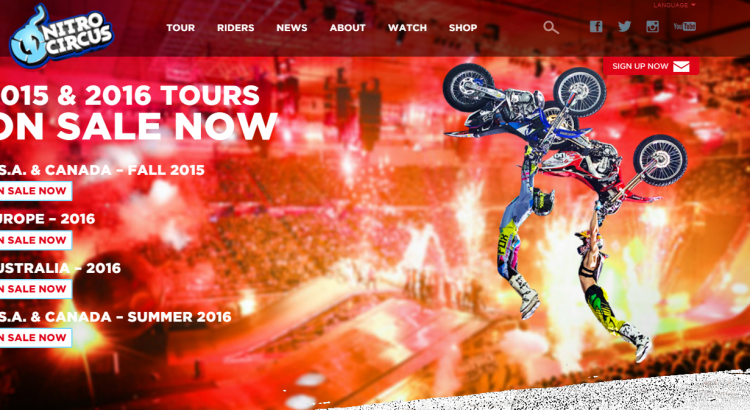 LANGUAGE
NITRO
CIRCUS
TOUR RIDERS NEWS ABOUT WATCH SHOP
You Tube
SIGN UP NOW
015 & 2016 TOURS
ON SALE NOW
.S.A. & CANADA – FALL 2015
N SALE NOW
UROPE – 2016
N SALE NOW
USTRALIA – 2016
N SALE NOW
.S.A. & CANADA – SUMMER 2016
N SALE NOW